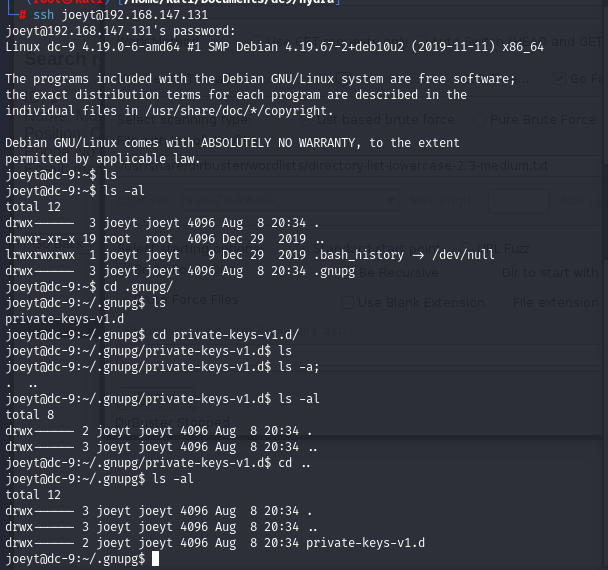 (root㉿kali)-[/home/kali/Documents/dc9/hydra]
└─# ssh joeyt@192.168.147.131
joeyt@192.168.147.131's password:
Linux dc-9 4.19.0-6-amd64 #1 SMP Debian 4.19.67-2+deb10u2 (2019-11-11) x86_64
The programs included with the Debian GNU/Linux system are free software;
the exact distribution terms for each program are described in the
individual files in /usr/share/doc/*/copyright.
Debian GNU/Linux comes with ABSOLUTELY NO WARRANTY, to the extent
permitted by applicable law.
joeyt@dc-9:~$ ls
joeyt@dc-9:~$ ls -al
total 12
drwx------  3 joeyt joeyt 4096 Aug  8 20:34 .
drwxr-xr-x 19 root  root  4096 Dec 29  2019 ..
lrwxrwxrwx  1 joeyt joeyt    9 Dec 29  2019 .bash_history -> /dev/null
drwx------  3 joeyt joeyt 4096 Aug  8 20:34 .gnupg
joeyt@dc-9:~$ cd .gnupg/
joeyt@dc-9:~/.gnupg$ ls
private-keys-v1.d
joeyt@dc-9:~/.gnupg$ cd private-keys-v1.d/
joeyt@dc-9:~/.gnupg/private-keys-v1.d$ ls
joeyt@dc-9:~/.gnupg/private-keys-v1.d$ ls -a;
.  ..
joeyt@dc-9:~/.gnupg/private-keys-v1.d$ ls -al
total 8
drwx------ 2 joeyt joeyt 4096 Aug  8 20:34 .
drwx------ 3 joeyt joeyt 4096 Aug  8 20:34 ..
joeyt@dc-9:~/.gnupg/private-keys-v1.d$ cd ..
joeyt@dc-9:~/.gnupg$ ls -al
total 12
drwx------ 3 joeyt joeyt 4096 Aug  8 20:34 .
drwx------ 3 joeyt joeyt 4096 Aug  8 20:34 ..
drwx------ 2 joeyt joeyt 4096 Aug  8 20:34 private-keys-v1.d
joeyt@dc-9:~/.gnupg$